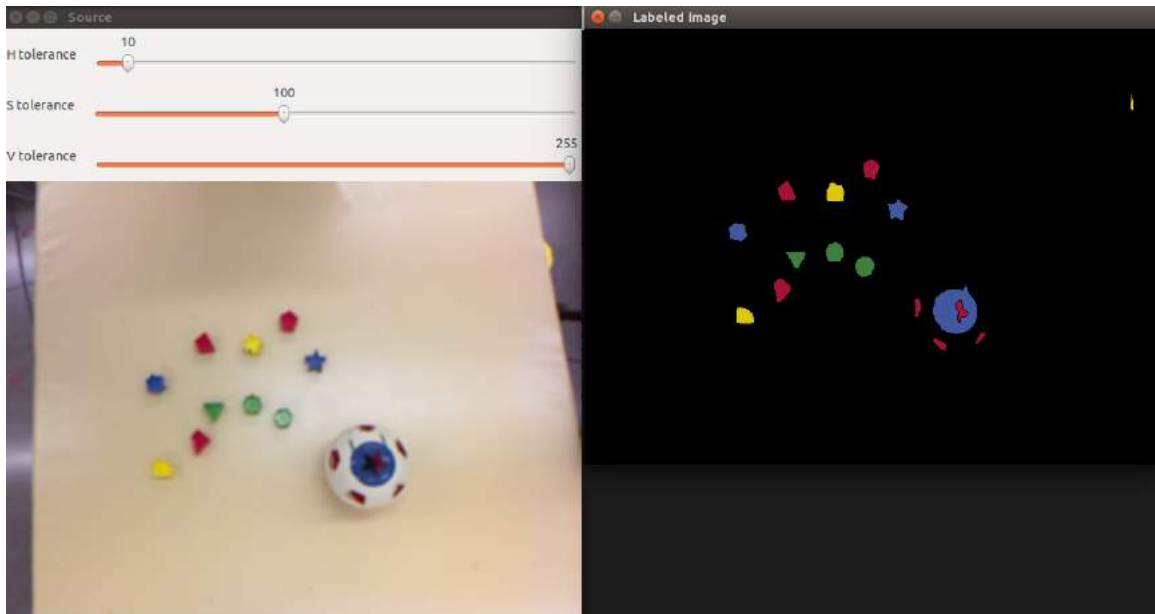 Source
H tolerance
10
S tolerance
100
V tolerance
255
Labeled image